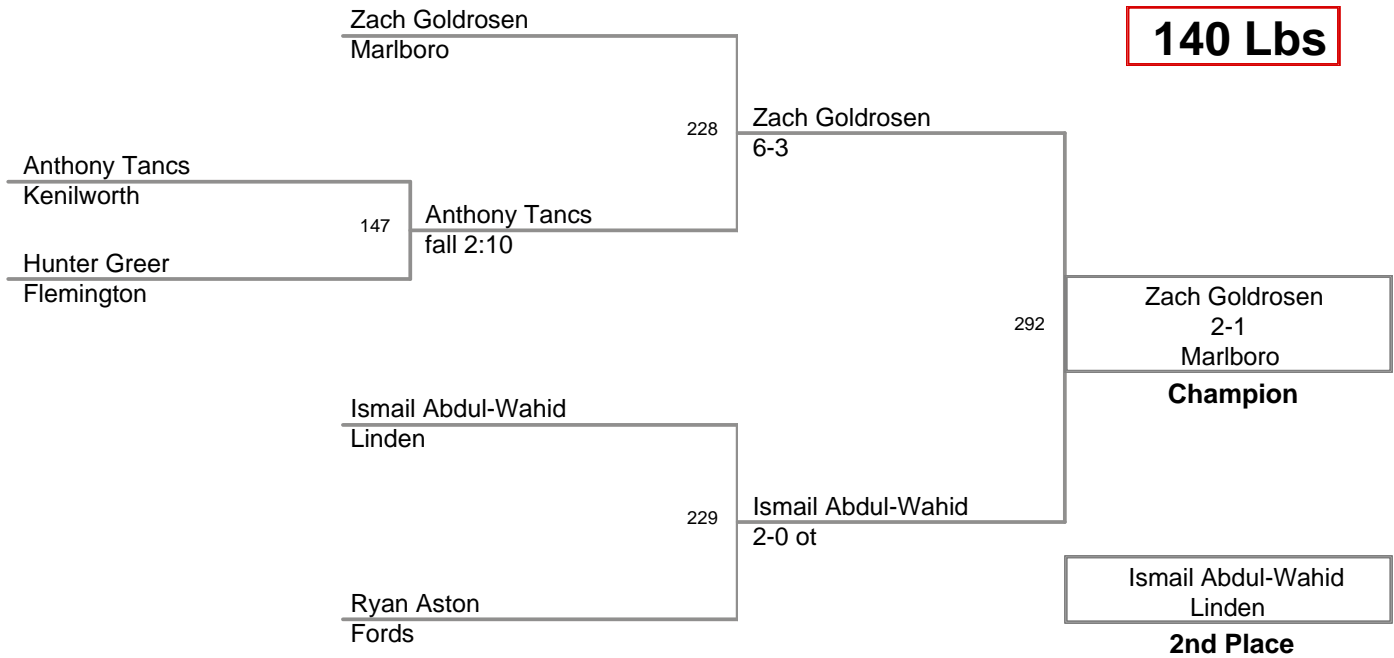 140 Lbs
Zach Goldrosen
Marlboro
228
Zach Goldrosen
6-3
Anthony Tancs
Kenilworth
147
Anthony Tancs
fall 2:10
Hunter Greer
Flemington
292
Zach Goldrosen
2-1
Marlboro
Champion
Ismail Abdul-Wahid
Linden
229
Ismail Abdul-Wahid
2-0 ot
Ryan Aston
Fords
Ismail Abdul-Wahid
Linden
2nd Place